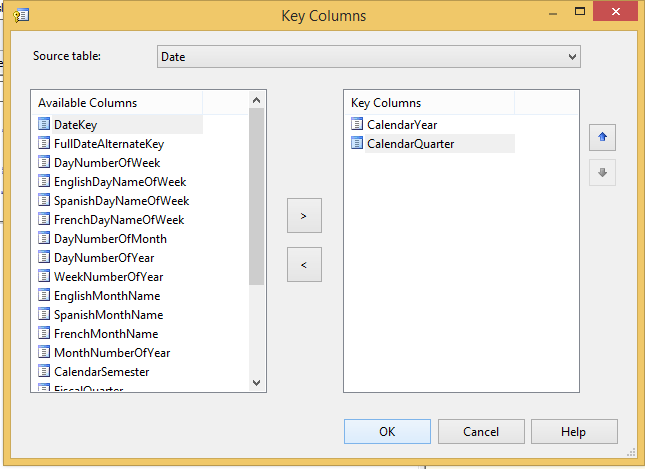 Key Columns
Source table:
Date
Available Columns
DateKey
FullDateAlternateKey
DayNumberOfWeek
EnglishDayNameOfWeek
SpanishDayNameOfWeek
FrenchDayNameOfWeek
DayNumberOfMonth
DayNumberOfYear
WeekNumberOfYear
EnglishMonthName
SpanishMonthName
FrenchMonthName
MonthNumberOfYear
CalendarSemester
FiscalQuarter
>
<
Key Columns
CalendarYear
CalendarQuarter
OK
Cancel
Help